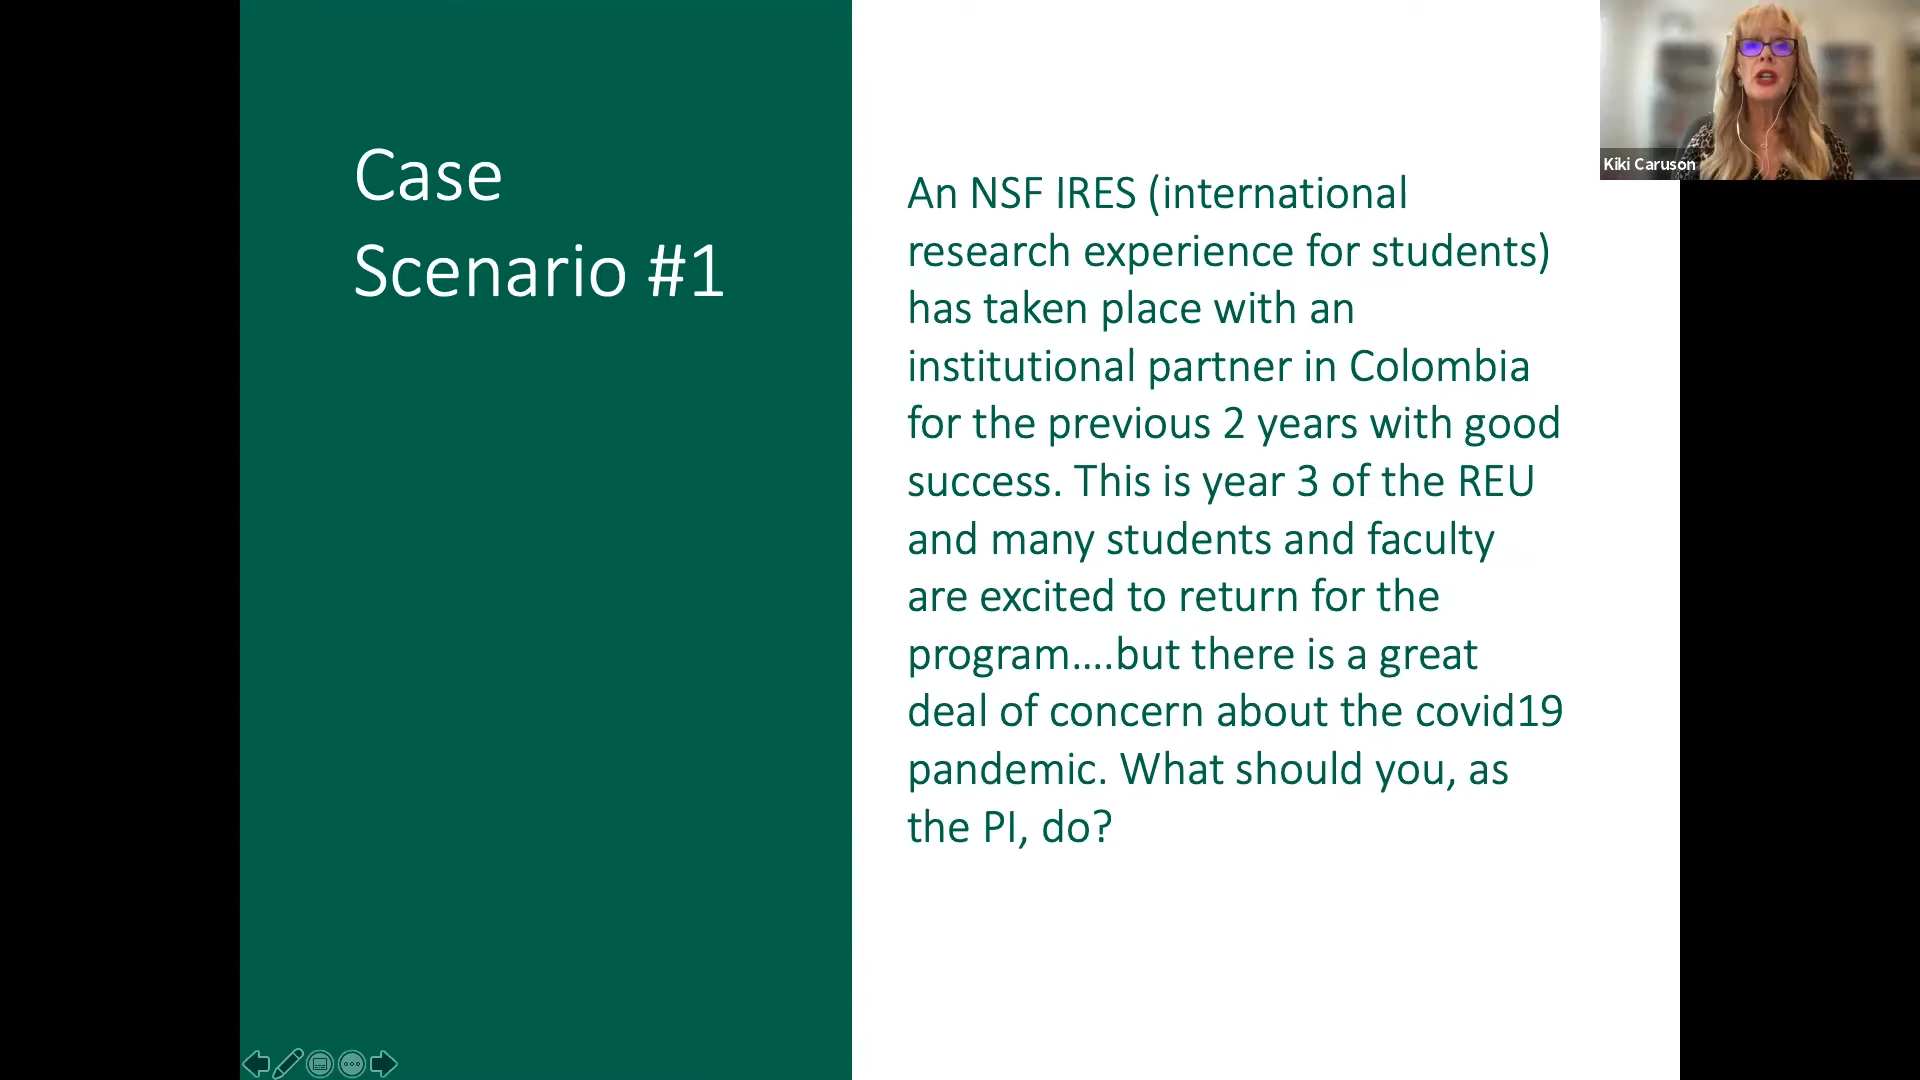 Case
Scenario #1
An NSF IRES (international
research experience for students)
has taken place with an
institutional partner in Colombia
for the previous 2 years with good
success. This is year 3 of the REU
and many students and faculty
are excited to return for the
program....but there is a great
deal of concern about the covid19
pandemic. What should you, as
the PI, do?
Kiki Caruson